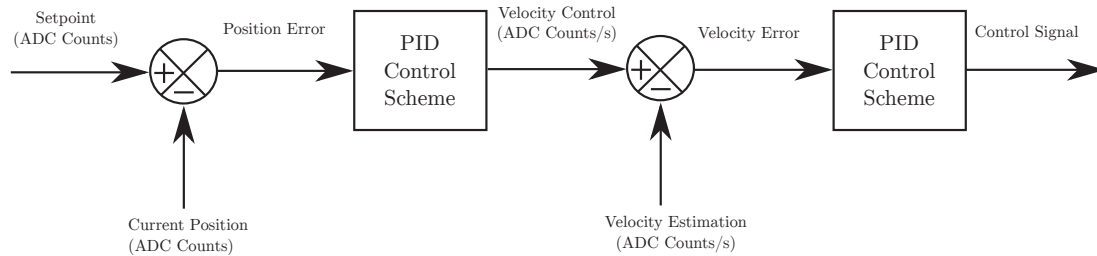 Setpoint
(ADC Counts)
Position Error
PID
Control
Scheme
Velocity Control
(ADC Counts/s)
Velocity Error
PID
Control
Scheme
Control Signal
+
−
+
−
Current Position
(ADC Counts)
Velocity Estimation
(ADC Counts/s)